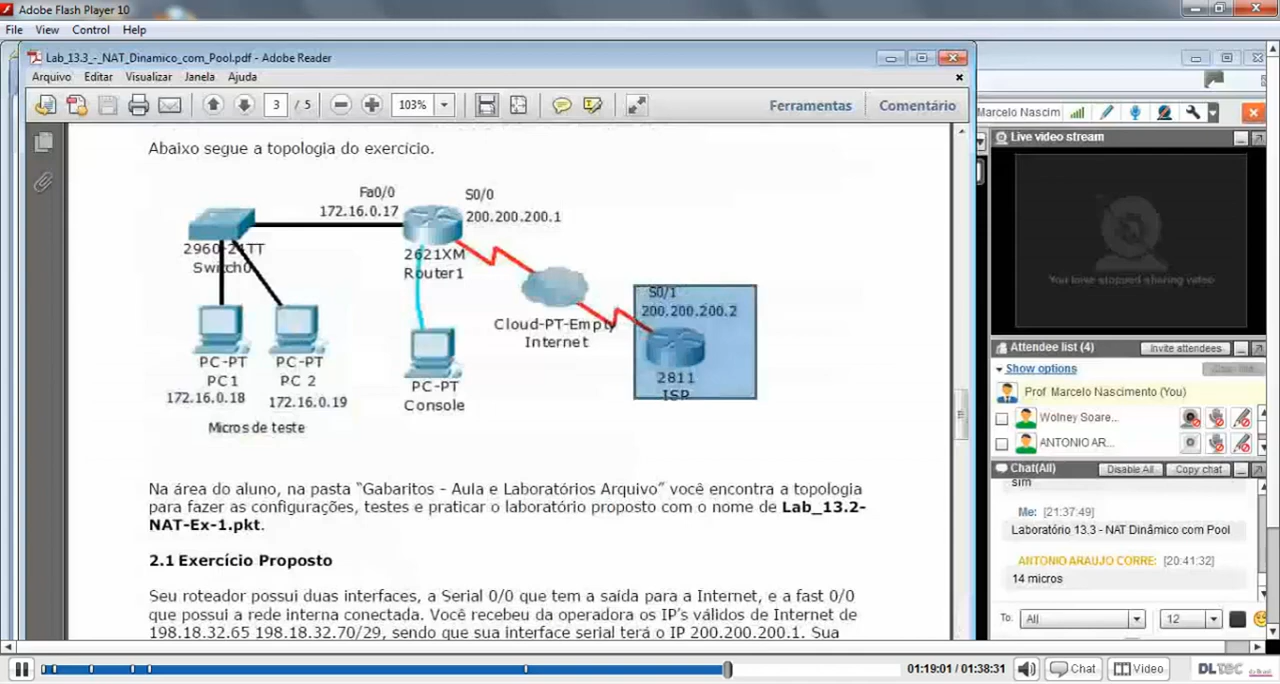 Adobe Flash Player 10
File View Control Help
Lab_13.3_-_NAT_Dinamico_com_Pool.pdf - Adobe Reader
Arquivo Editar Visualizar Janela Ajuda
3 / 5 103% Ferramentas Comentário
Abaixo segue a topologia do exercício.
Fa0/0
172.16.0.17
S0/0
200.200.200.1
2960-24TT
Switch0
2621XM
Router1
Cloud-PT-Empty
Internet
S0/1
200.200.200.2
2811
ISP
PC-PT
PC1
172.16.0.18
PC-PT
PC 2
172.16.0.19
PC-PT
Console
Micros de teste
Na área do aluno, na pasta “Gabaritos - Aula e Laboratórios Arquivo” você encontra a topologia
para fazer as configurações, testes e praticar o laboratório proposto com o nome de Lab_13.2-
NAT-Ex-1.pkt.
2.1 Exercício Proposto
Seu roteador possui duas interfaces, a Serial 0/0 que tem a saída para a Internet, e a fast 0/0
que possui a rede interna conectada. Você recebeu da operadora os IP’s válidos de Internet de
198.18.32.65 198.18.32.70/29, sendo que sua interface serial terá o IP 200.200.200.1. Sua
Marcelo Nascim
Live video stream
You have stopped sharing video
Attendee list (4) Invite attendees
Show options
Prof Marcelo Nascimento (You)
Wolney Soare...
ANTONIO AR...
Chat(All) Disable All Copy chat
sim
Me: [21:37:49]
Laboratório 13.3 - NAT Dinâmico com Pool
ANTONIO ARAUJO CORRE: [20:41:32]
14 micros
To: All 12
01:19:01 / 01:38:31 Chat Video DLTEC